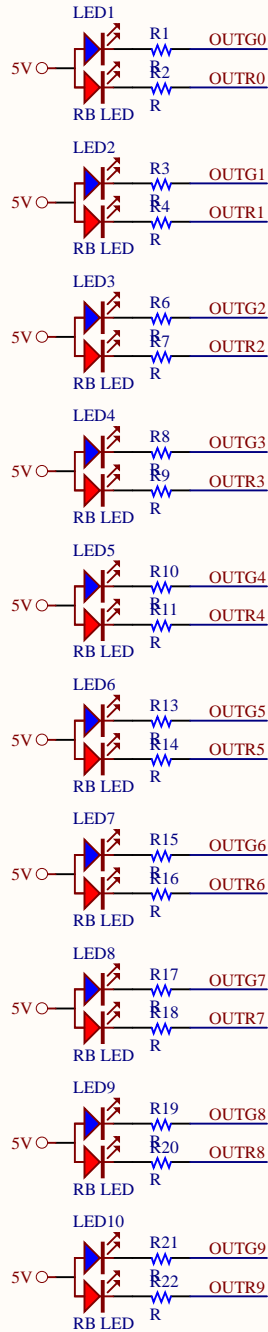 LED1
R1
OUTG0
5V
R
R2
OUTR0
RB LED
R
LED2
R3
OUTG1
5V
R
R4
OUTR1
RB LED
R
LED3
R6
OUTG2
5V
R
R7
OUTR2
RB LED
R
LED4
R8
OUTG3
5V
R
R9
OUTR3
RB LED
R
LED5
R10
OUTG4
5V
R
R11
OUTR4
RB LED
R
LED6
R13
OUTG5
5V
R
R14
OUTR5
RB LED
R
LED7
R15
OUTG6
5V
R
R16
OUTR6
RB LED
R
LED8
R17
OUTG7
5V
R
R18
OUTR7
RB LED
R
LED9
R19
OUTG8
5V
R
R20
OUTR8
RB LED
R
LED10
R21
OUTG9
5V
R
R22
OUTR9
RB LED
R